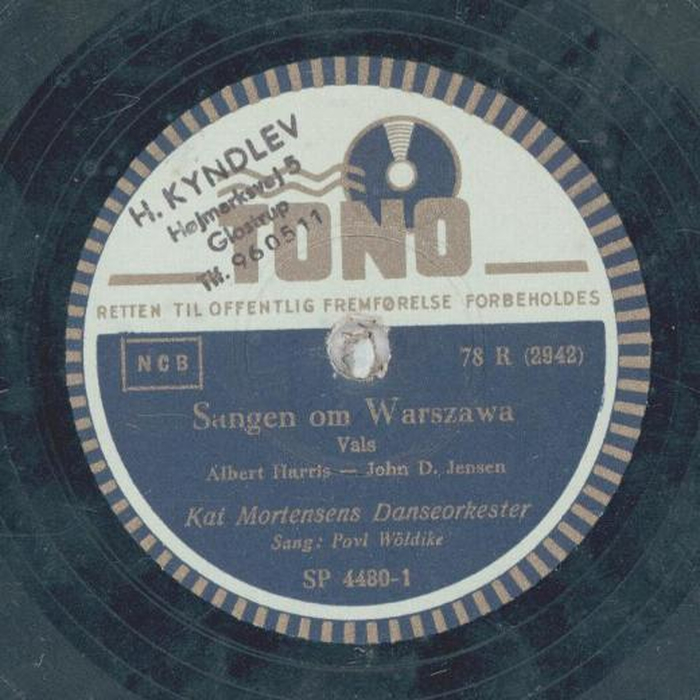 H. KYNDLEV
Højmarksvej 5
Glostrup
Tlf. 960511
TONO
RETTEN TIL OFFENTLIG FREMFØRELSE FORBEHOLDES
NCB
78 R (2942)
Sangen om Warszawa
Vals
Albert Harris — John D. Jensen
Kai Mortensens Danseorkester
Sang: Povl Wöldike
SP 4480-1